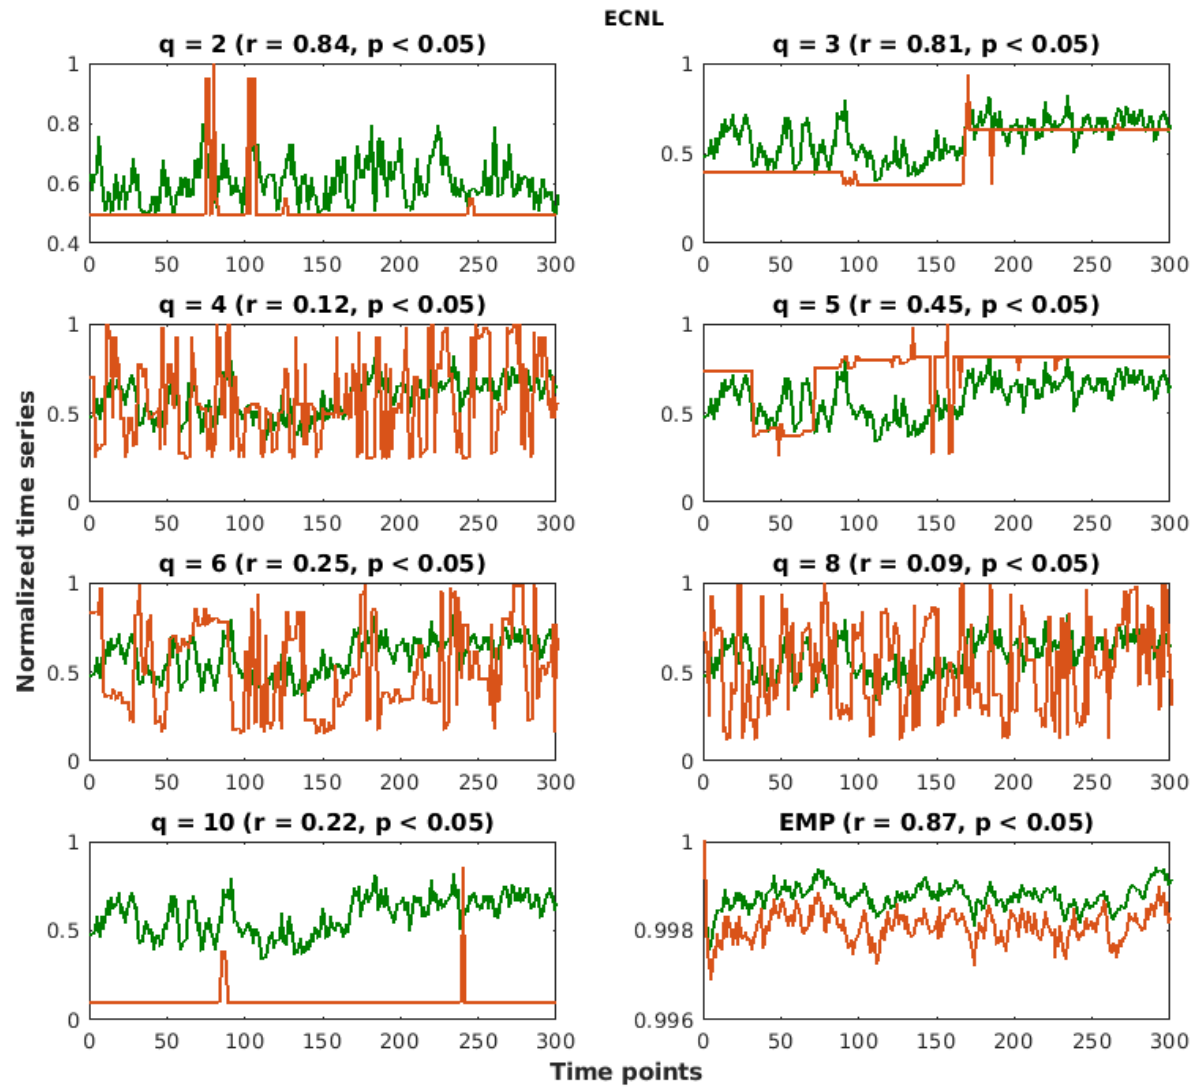 ECNL
q = 2 (r = 0.84, p < 0.05)
1
0.8
0.6
0.4
0 50 100 150 200 250 300
q = 3 (r = 0.81, p < 0.05)
1
0.5
0
0 50 100 150 200 250 300
q = 4 (r = 0.12, p < 0.05)
1
0.5
0
0 50 100 150 200 250 300
q = 5 (r = 0.45, p < 0.05)
1
0.5
0
0 50 100 150 200 250 300
q = 6 (r = 0.25, p < 0.05)
1
0.5
0
0 50 100 150 200 250 300
q = 8 (r = 0.09, p < 0.05)
1
0.5
0
0 50 100 150 200 250 300
q = 10 (r = 0.22, p < 0.05)
1
0.5
0
0 50 100 150 200 250 300
EMP (r = 0.87, p < 0.05)
1
0.998
0.996
0 50 100 150 200 250 300
Normalized time series
Time points